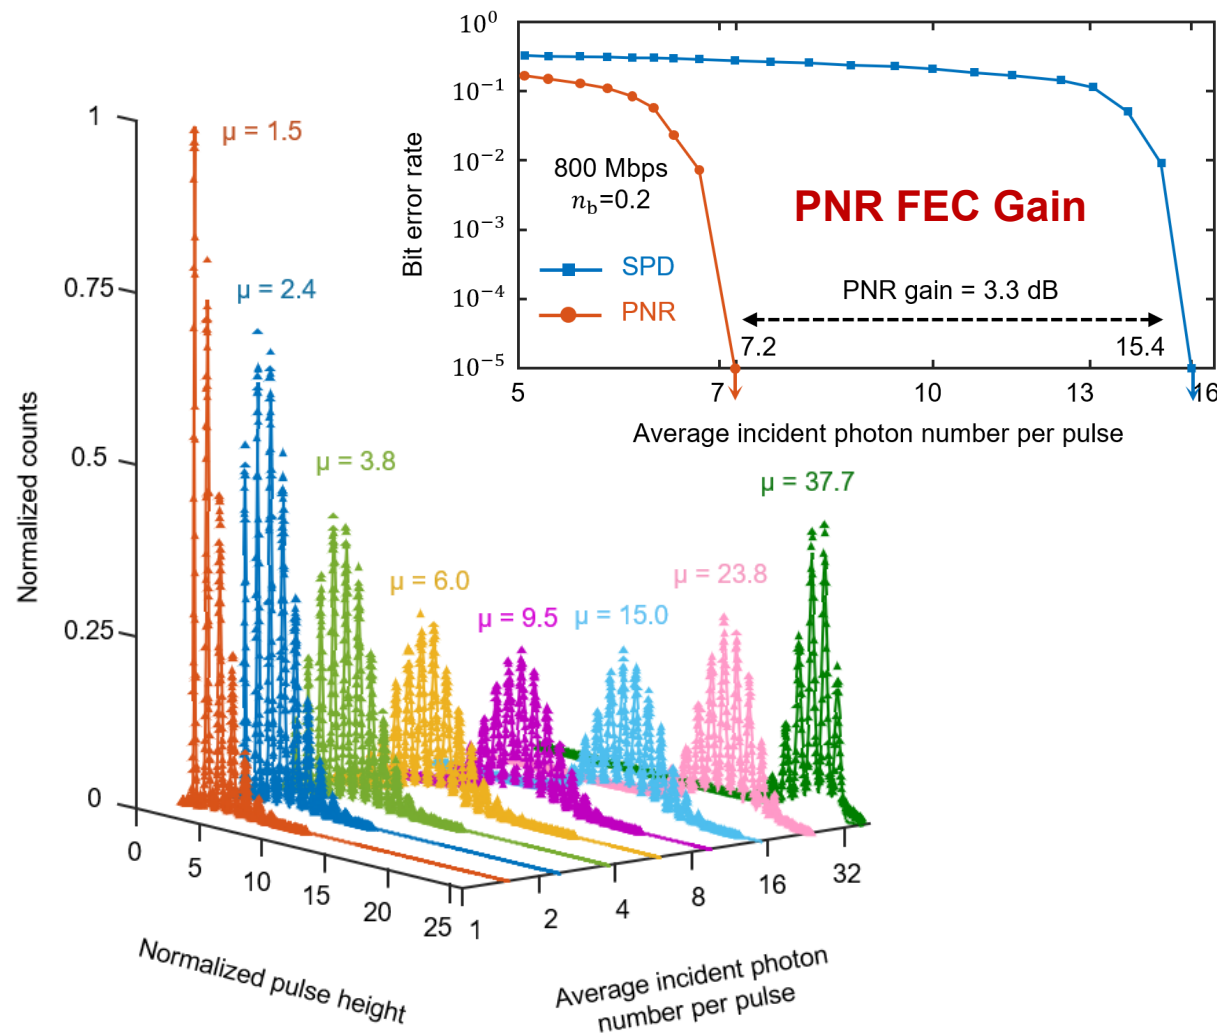 10⁰
10⁻¹
10⁻²
10⁻³
10⁻⁴
10⁻⁵
Bit error rate
800 Mbps
n_b=0.2
PNR FEC Gain
SPD
PNR
PNR gain = 3.3 dB
7.2
15.4
5
7
10
13
16
Average incident photon number per pulse
1
0.75
0.5
0.25
0
Normalized counts
μ = 1.5
μ = 2.4
μ = 3.8
μ = 6.0
μ = 9.5
μ = 15.0
μ = 23.8
μ = 37.7
0
5
10
15
20
25
Normalized pulse height
1
2
4
8
16
32
Average incident photon
number per pulse